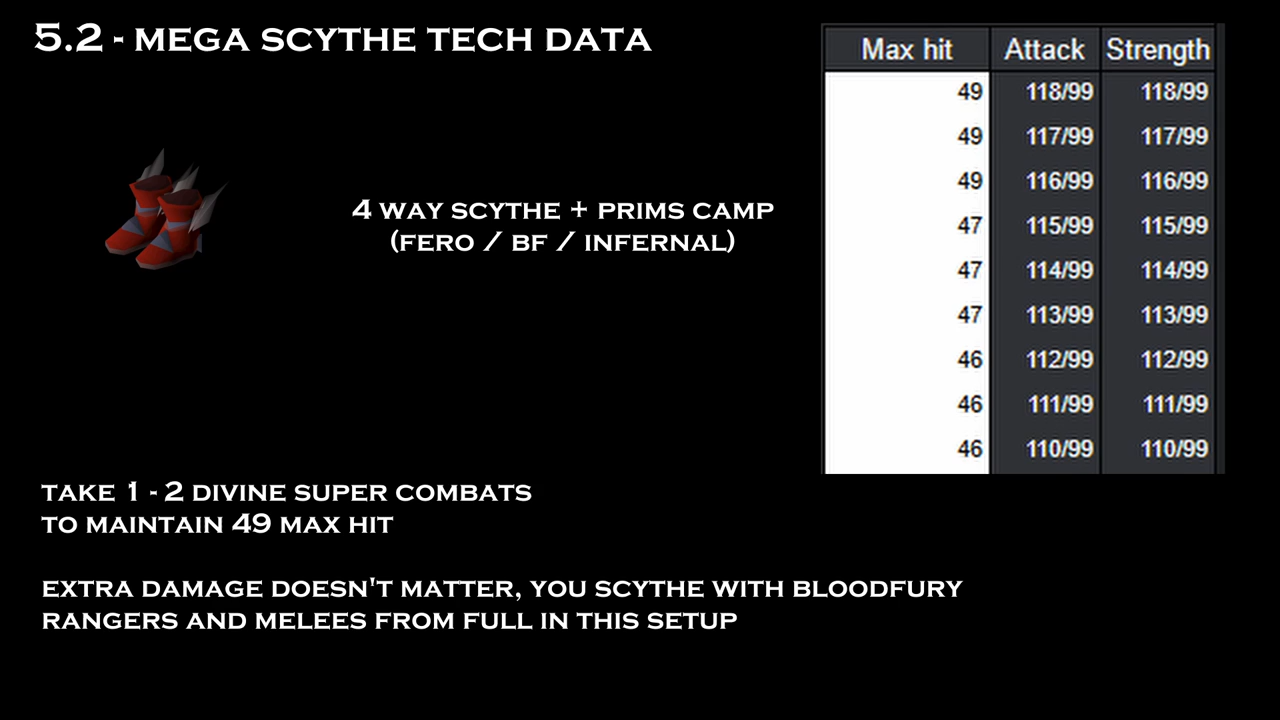 5.2 - MEGA SCYTHE TECH DATA
Max hit Attack Strength
49 118/99 118/99
49 117/99 117/99
49 116/99 116/99
47 115/99 115/99
47 114/99 114/99
47 113/99 113/99
46 112/99 112/99
46 111/99 111/99
46 110/99 110/99
4 WAY SCYTHE + PRIMS CAMP
(FERO / BF / INFERNAL)
TAKE 1 - 2 DIVINE SUPER COMBATS
TO MAINTAIN 49 MAX HIT
EXTRA DAMAGE DOESN'T MATTER, YOU SCYTHE WITH BLOODFURY
RANGERS AND MELEES FROM FULL IN THIS SETUP